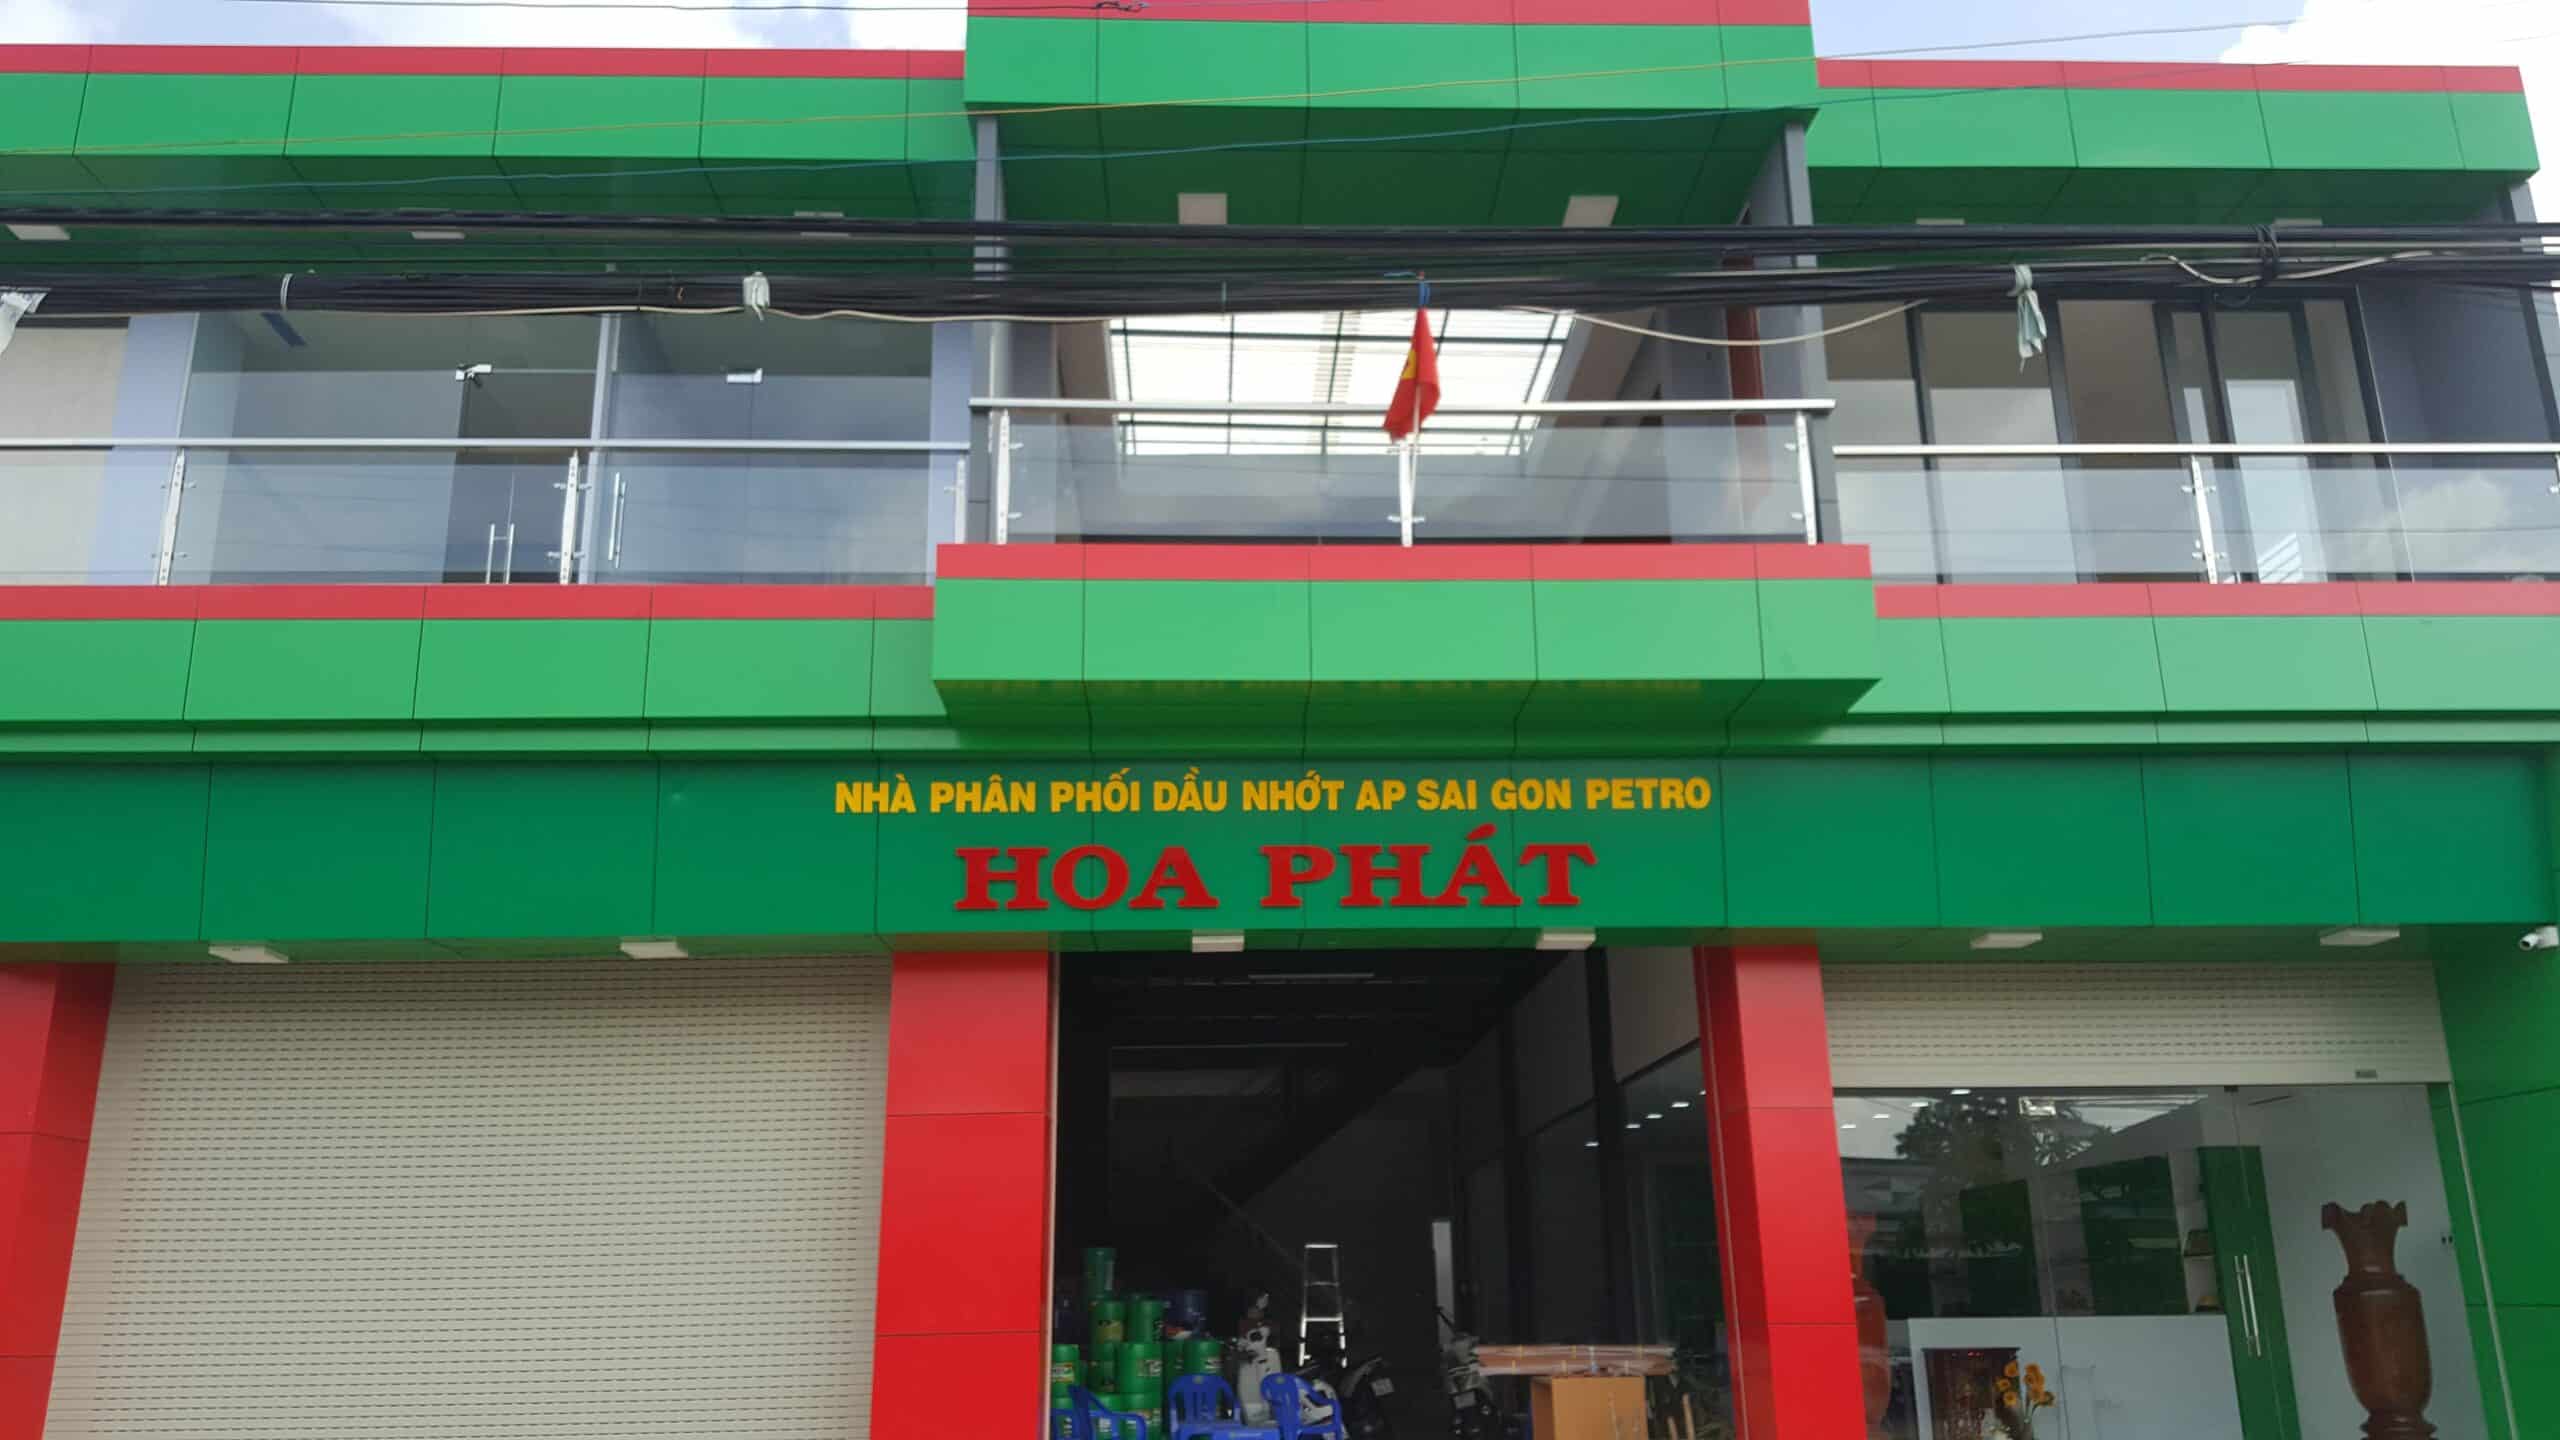 NHÀ PHÂN PHỐI DẦU NHỚT AP SAI GON PETRO
HOA PHÁT